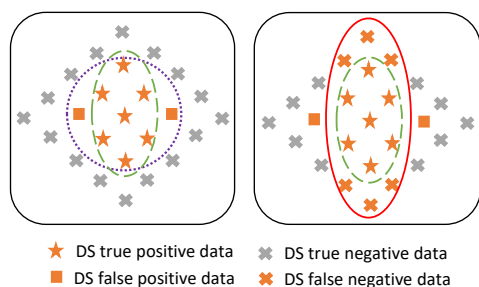 DS true positive data
DS true negative data
DS false positive data
DS false negative data